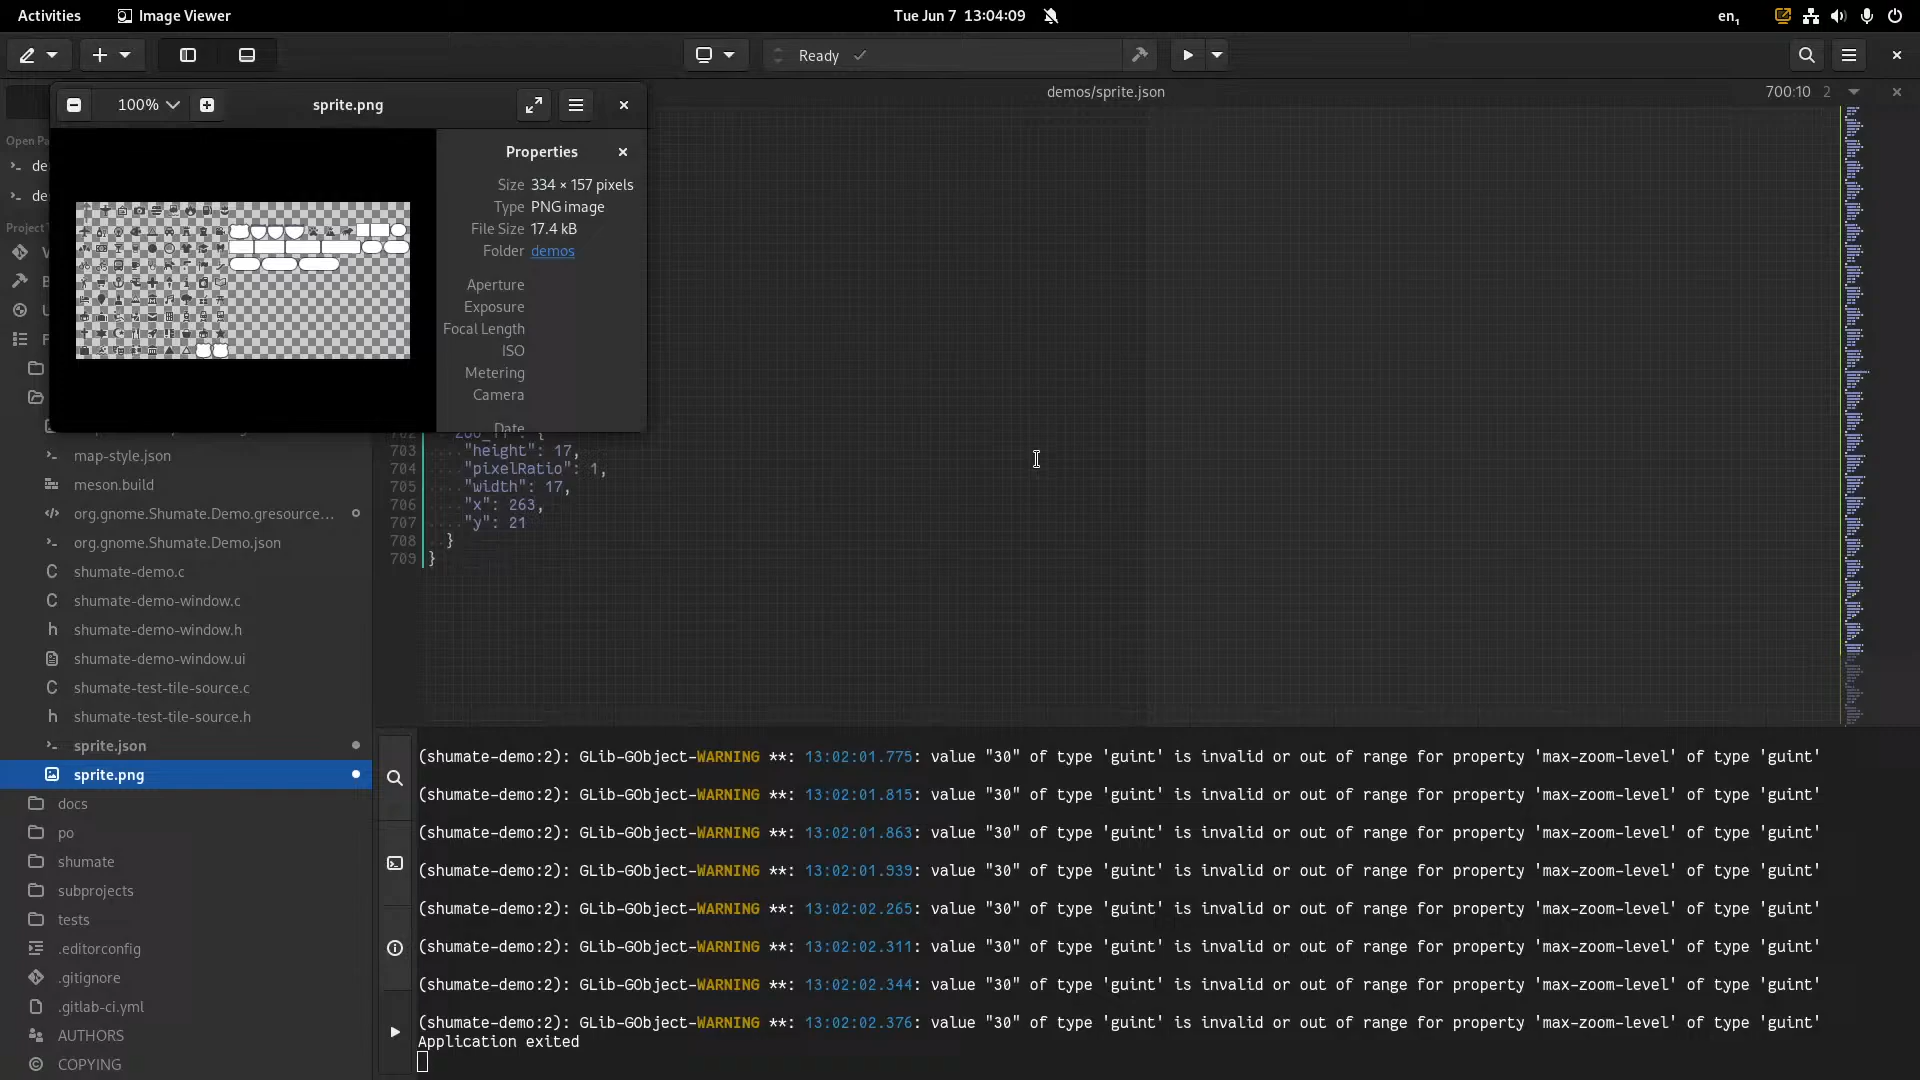 Activities
Image Viewer
Tue Jun 7 13:04:09
en₁
Ready
100%
sprite.png
demos/sprite.json
700:10 2
Open
Properties
Size 334 × 157 pixels
Type PNG image
File Size 17.4 kB
Folder demos
Aperture
Exposure
Focal Length
ISO
Metering
Camera
Date
de
de
Project
703 "height": 17,
704 "pixelRatio": 1,
705 "width": 17,
706 "x": 263,
707 "y": 21
708 }
709 }
map-style.json
meson.build
org.gnome.Shumate.Demo.gresource…
org.gnome.Shumate.Demo.json
shumate-demo.c
shumate-demo-window.c
shumate-demo-window.h
shumate-demo-window.ui
shumate-test-tile-source.c
shumate-test-tile-source.h
sprite.json
sprite.png
docs
po
shumate
subprojects
tests
.editorconfig
.gitignore
.gitlab-ci.yml
AUTHORS
COPYING
(shumate-demo:2): GLib-GObject-WARNING **: 13:02:01.775: value "30" of type 'guint' is invalid or out of range for property 'max-zoom-level' of type 'guint'
(shumate-demo:2): GLib-GObject-WARNING **: 13:02:01.815: value "30" of type 'guint' is invalid or out of range for property 'max-zoom-level' of type 'guint'
(shumate-demo:2): GLib-GObject-WARNING **: 13:02:01.863: value "30" of type 'guint' is invalid or out of range for property 'max-zoom-level' of type 'guint'
(shumate-demo:2): GLib-GObject-WARNING **: 13:02:01.939: value "30" of type 'guint' is invalid or out of range for property 'max-zoom-level' of type 'guint'
(shumate-demo:2): GLib-GObject-WARNING **: 13:02:02.265: value "30" of type 'guint' is invalid or out of range for property 'max-zoom-level' of type 'guint'
(shumate-demo:2): GLib-GObject-WARNING **: 13:02:02.311: value "30" of type 'guint' is invalid or out of range for property 'max-zoom-level' of type 'guint'
(shumate-demo:2): GLib-GObject-WARNING **: 13:02:02.344: value "30" of type 'guint' is invalid or out of range for property 'max-zoom-level' of type 'guint'
(shumate-demo:2): GLib-GObject-WARNING **: 13:02:02.376: value "30" of type 'guint' is invalid or out of range for property 'max-zoom-level' of type 'guint'
Application exited